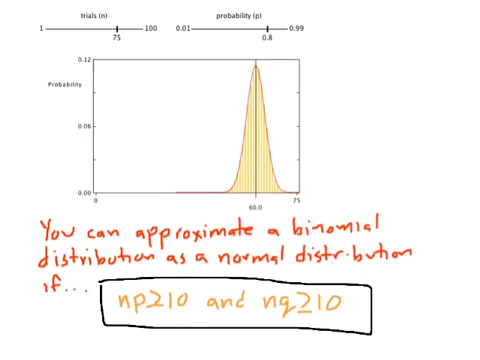 trials (n) probability (p)
1 100 0.01 0.99
75 0.8
0.12
Probability
0.06
0.00
0 75
60.0
You can approximate a binomial
distribution as a normal distribution
if...
np≥10 and nq≥10